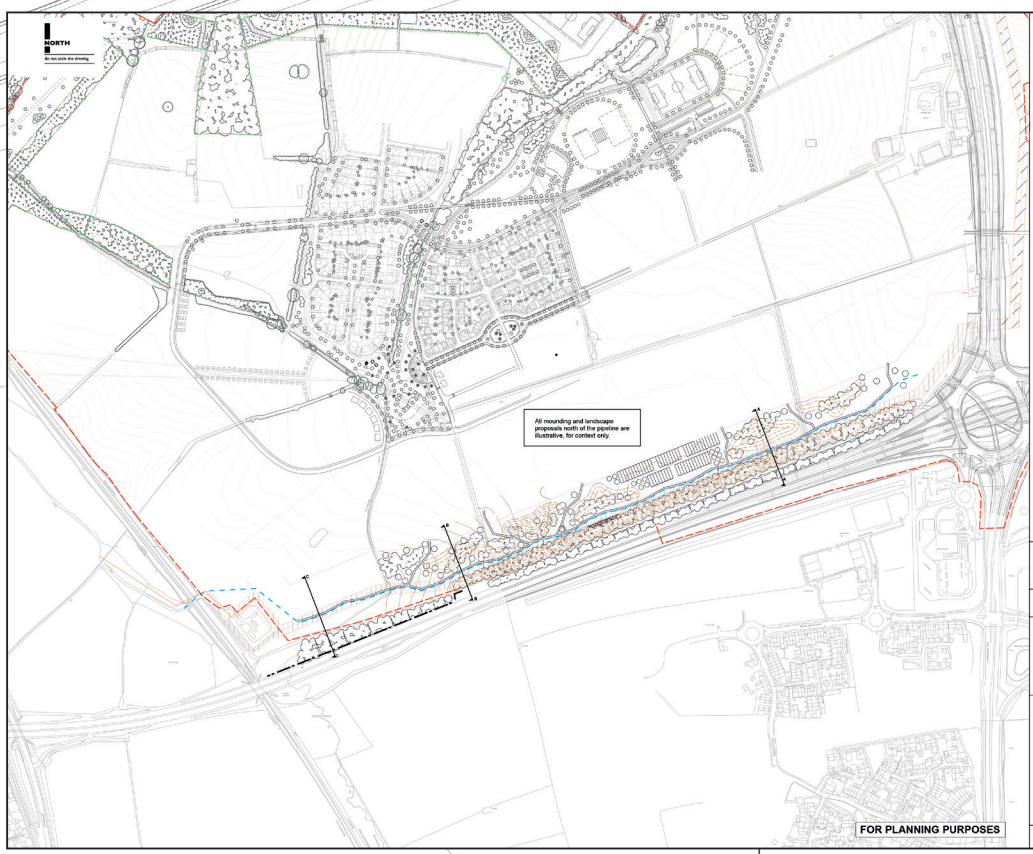 NORTH
do not scale the drawing
All mounding and landscape
proposals north of the pipeline are
illustrative, for context only.
A
A
B
B
C
C
FOR PLANNING PURPOSES